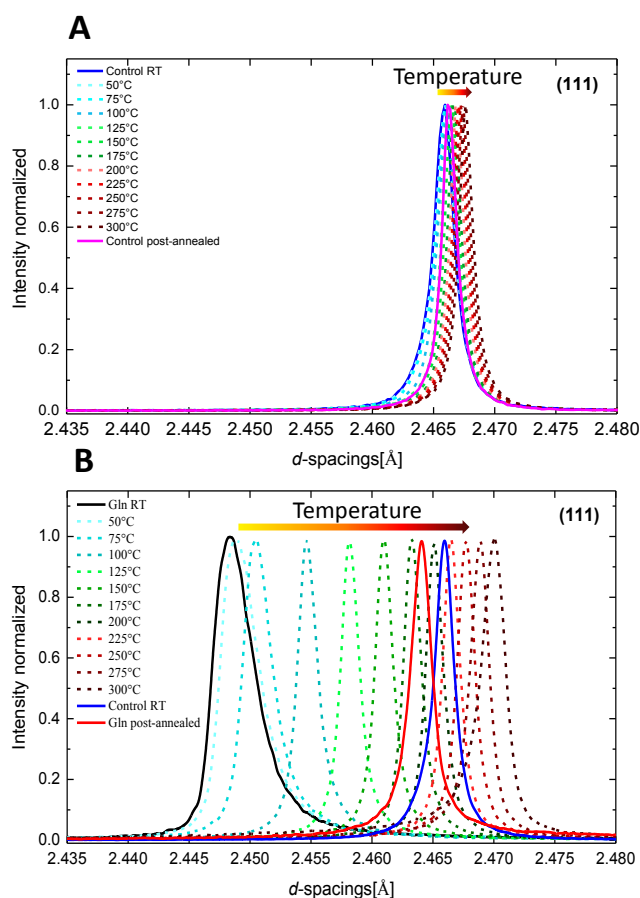 A
Control RT
50°C
75°C
100°C
125°C
150°C
175°C
200°C
225°C
250°C
275°C
300°C
Control post-annealed
Temperature
(111)
Intensity normalized
1.0
0.8
0.6
0.4
0.2
0.0
2.435 2.440 2.445 2.450 2.455 2.460 2.465 2.470 2.475 2.480
d-spacings[Å]
B
Gln RT
50°C
75°C
100°C
125°C
150°C
175°C
200°C
225°C
250°C
275°C
300°C
Control RT
Gln post-annealed
Temperature
(111)
Intensity normalized
1.0
0.8
0.6
0.4
0.2
0.0
2.435 2.440 2.445 2.450 2.455 2.460 2.465 2.470 2.475 2.480
d-spacings[Å]